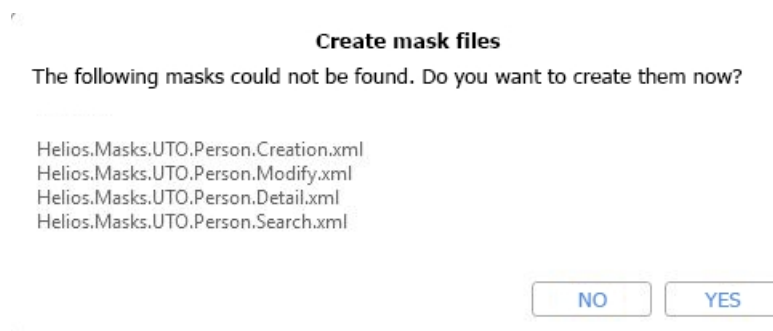 Create mask files
The following masks could not be found. Do you want to create them now?
Helios.Masks.UTO.Person.Creation.xml
Helios.Masks.UTO.Person.Modify.xml
Helios.Masks.UTO.Person.Detail.xml
Helios.Masks.UTO.Person.Search.xml
NO YES